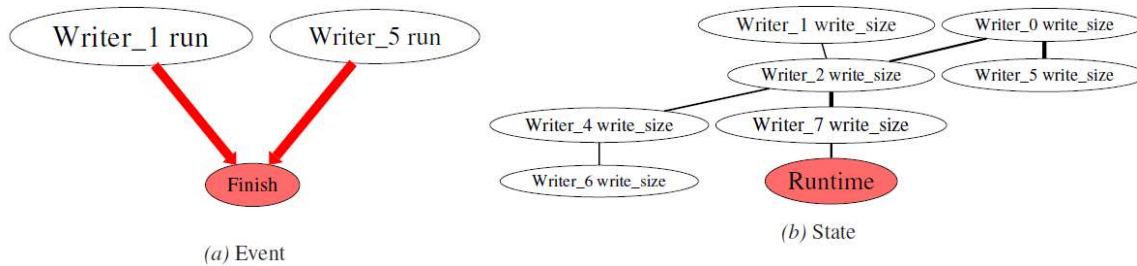 Writer_1 run
Writer_5 run
Finish
(a) Event
Writer_1 write_size
Writer_0 write_size
Writer_2 write_size
Writer_5 write_size
Writer_4 write_size
Writer_7 write_size
Writer_6 write_size
Runtime
(b) State